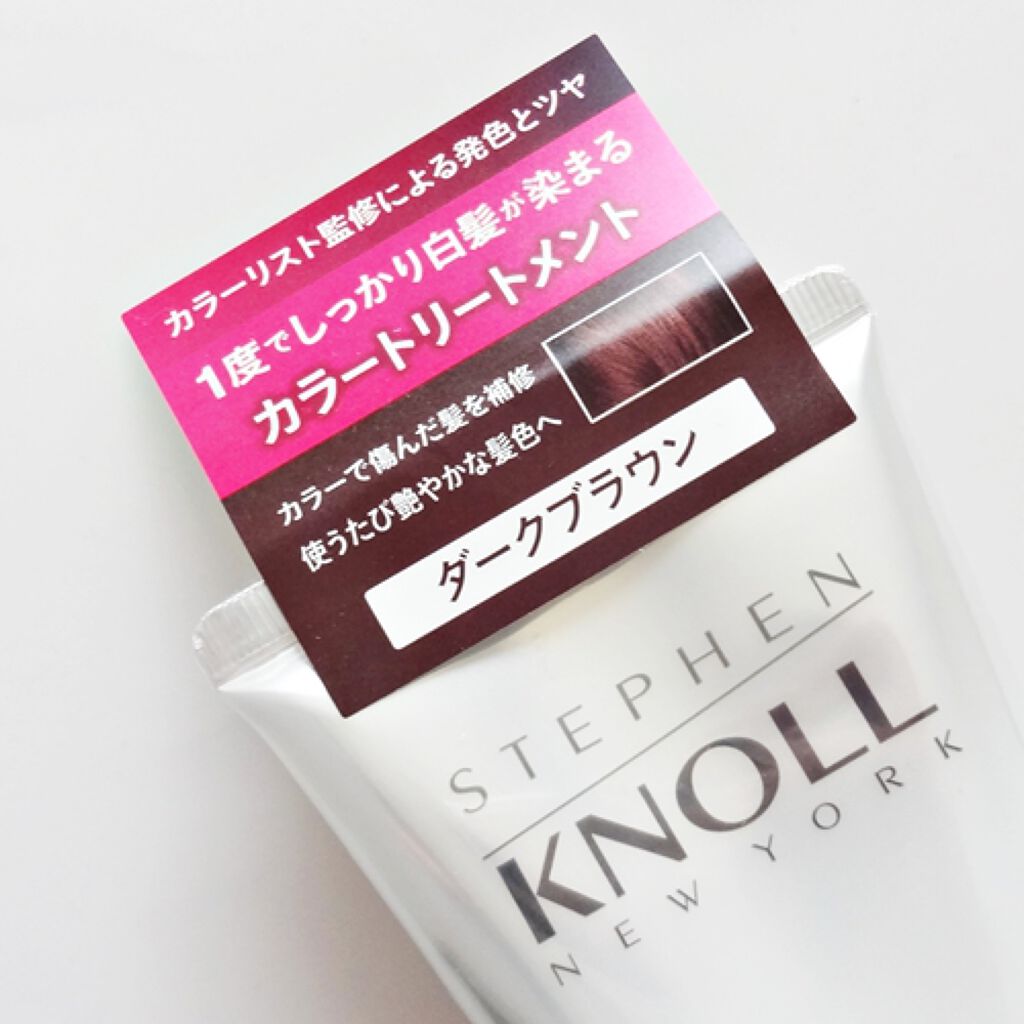 カラーリスト監修による発色とツヤ
1度でしっかり白髪が染まる
カラートリートメント
カラーで傷んだ髪を補修
使うたび艶やかな髪色へ
ダークブラウン
STEPHEN
KNOLL
NEW YORK